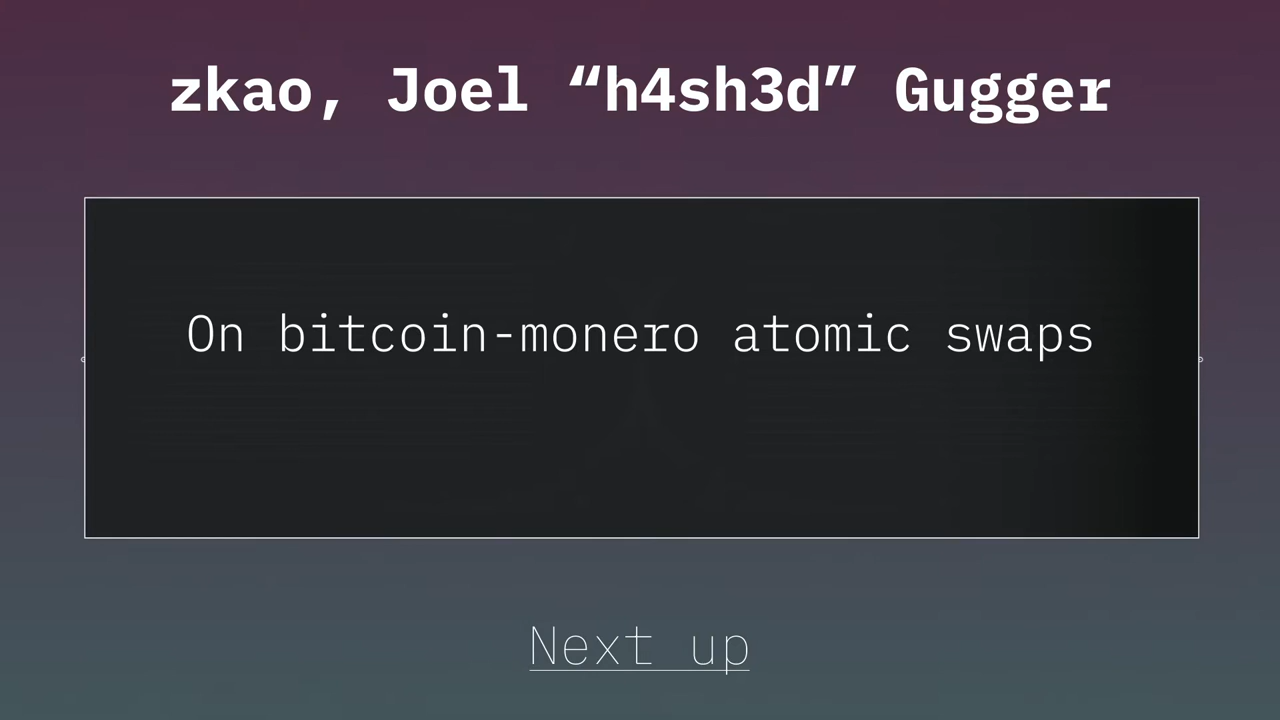 zkao, Joel “h4sh3d” Gugger
On bitcoin-monero atomic swaps
Next up